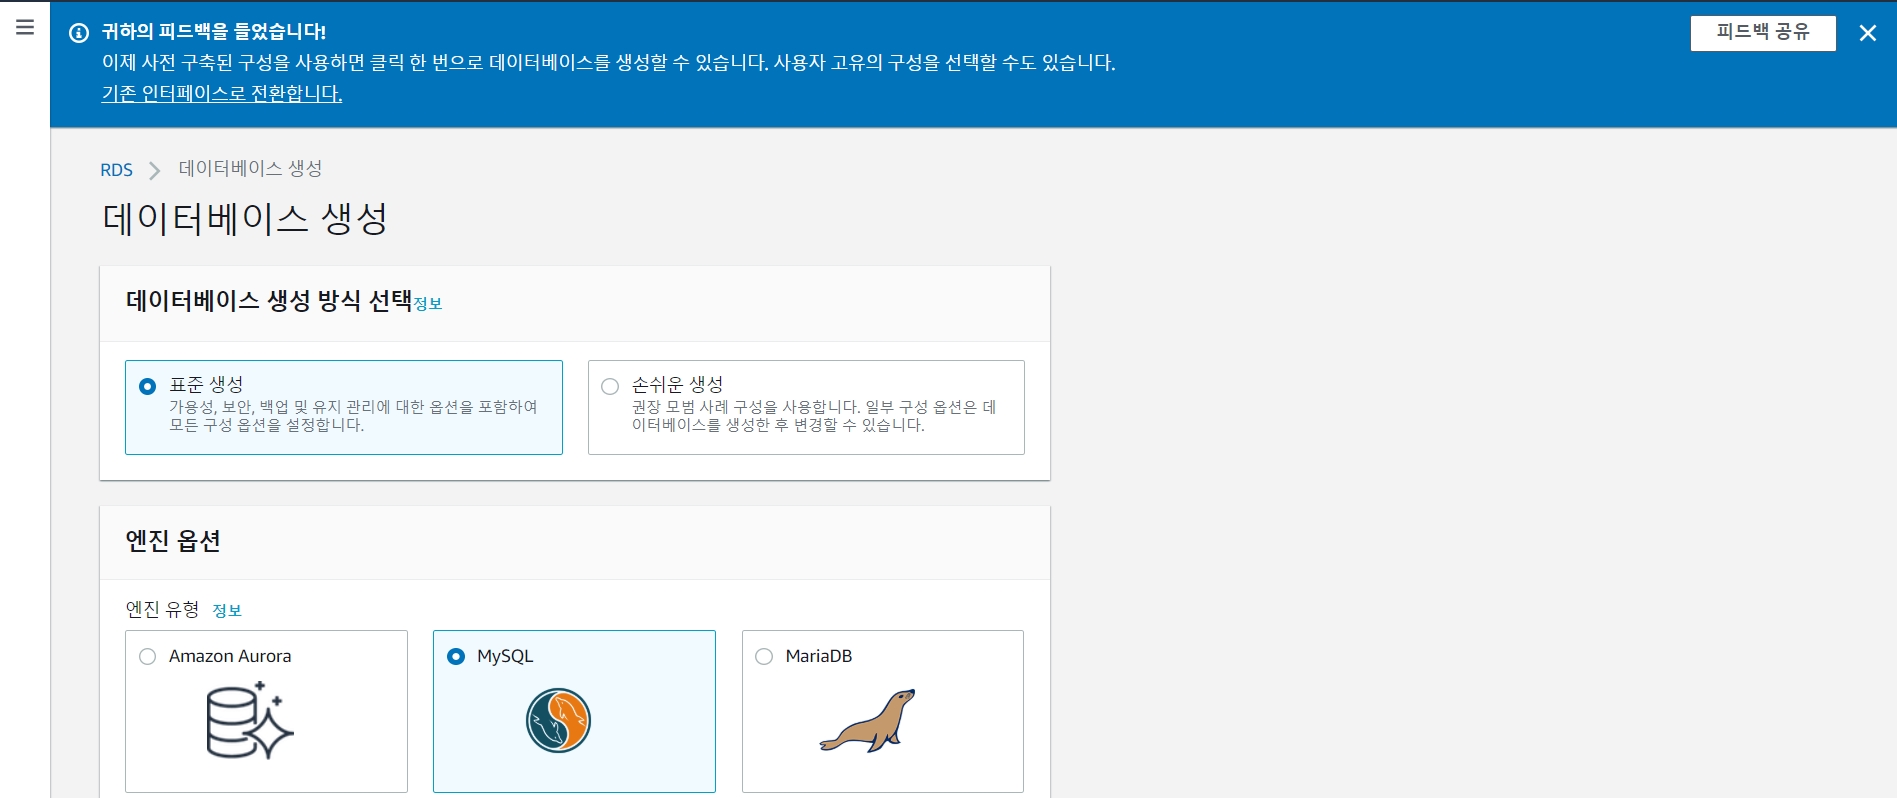 귀하의 피드백을 들었습니다!
피드백 공유
이제 사전 구축된 구성을 사용하면 클릭 한 번으로 데이터베이스를 생성할 수 있습니다. 사용자 고유의 구성을 선택할 수도 있습니다.
기존 인터페이스로 전환합니다.
RDS 데이터베이스 생성
데이터베이스 생성
데이터베이스 생성 방식 선택정보
표준 생성
가용성, 보안, 백업 및 유지 관리에 대한 옵션을 포함하여
모든 구성 옵션을 설정합니다.
손쉬운 생성
권장 모범 사례 구성을 사용합니다. 일부 구성 옵션은 데
이터베이스를 생성한 후 변경할 수 있습니다.
엔진 옵션
엔진 유형 정보
Amazon Aurora
MySQL
MariaDB